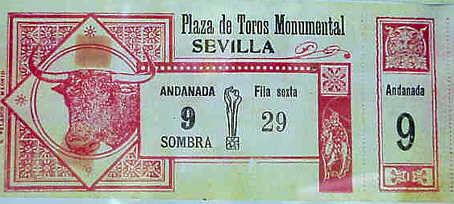 Plaza de Toros Monumental
SEVILLA
ANDANADA
9
SOMBRA
Fila sexta
29
Andanada
9